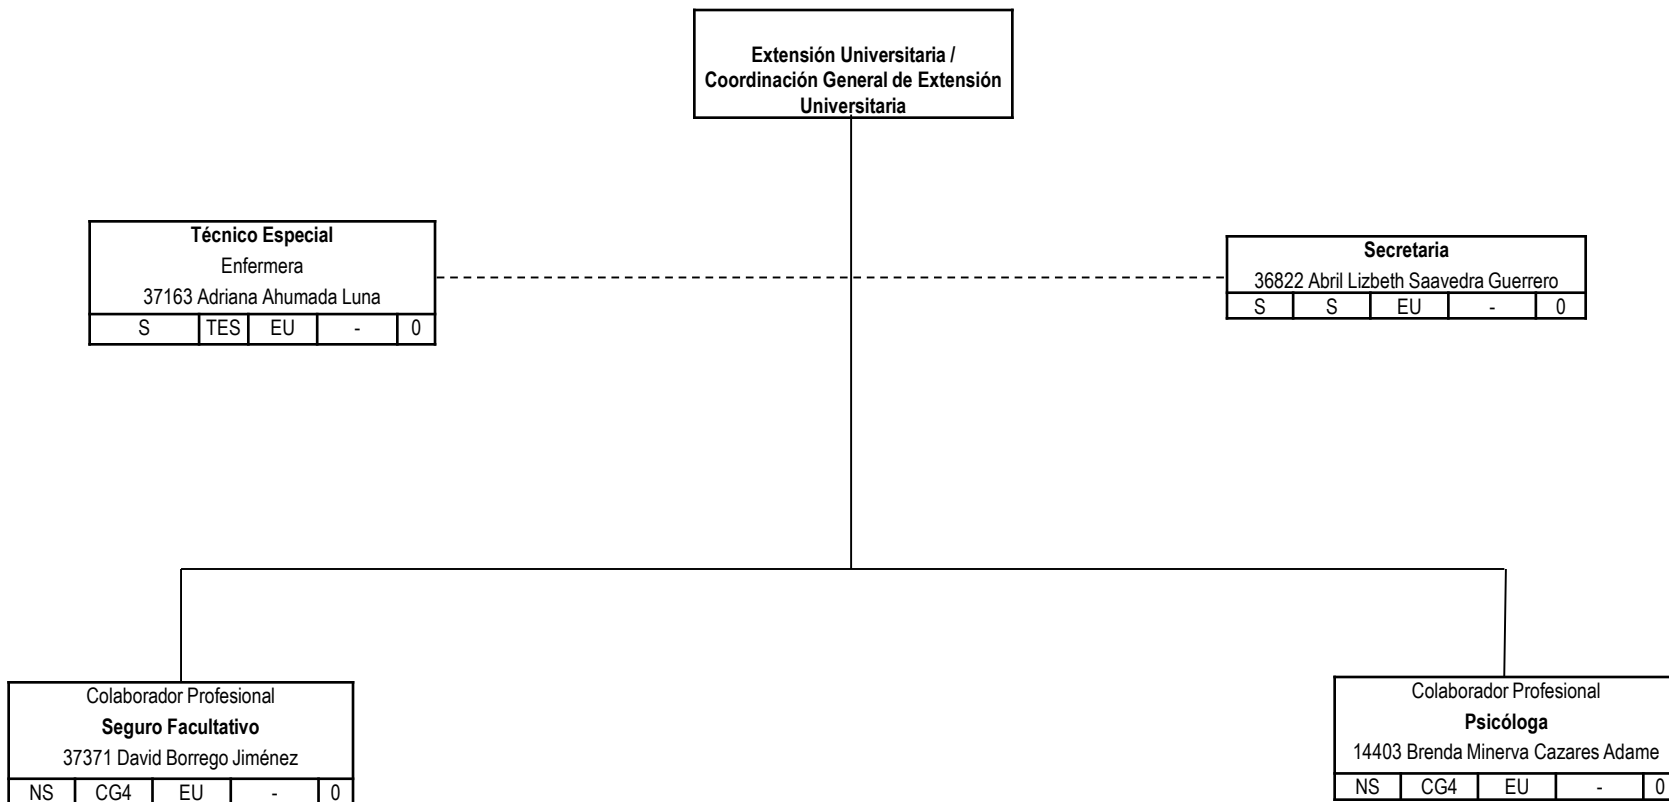 Extensión Universitaria /
Coordinación General de Extensión
Universitaria
Técnico Especial
Enfermera
37163 Adriana Ahumada Luna
S TES EU - 0
Secretaria
36822 Abril Lizbeth Saavedra Guerrero
S S EU - 0
Colaborador Profesional
Seguro Facultativo
37371 David Borrego Jiménez
NS CG4 EU - 0
Colaborador Profesional
Psicóloga
14403 Brenda Minerva Cazares Adame
NS CG4 EU - 0